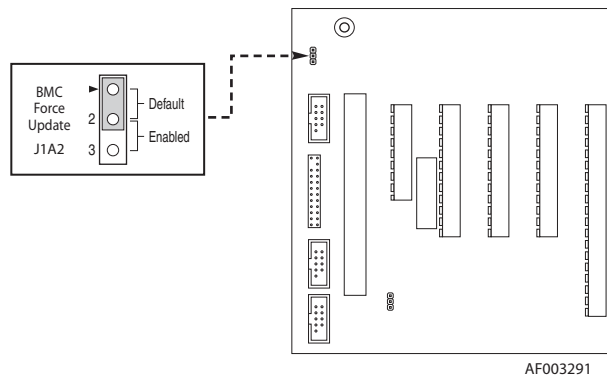 BMC
Force
Update
J1A2
2
3
Default
Enabled
AF003291